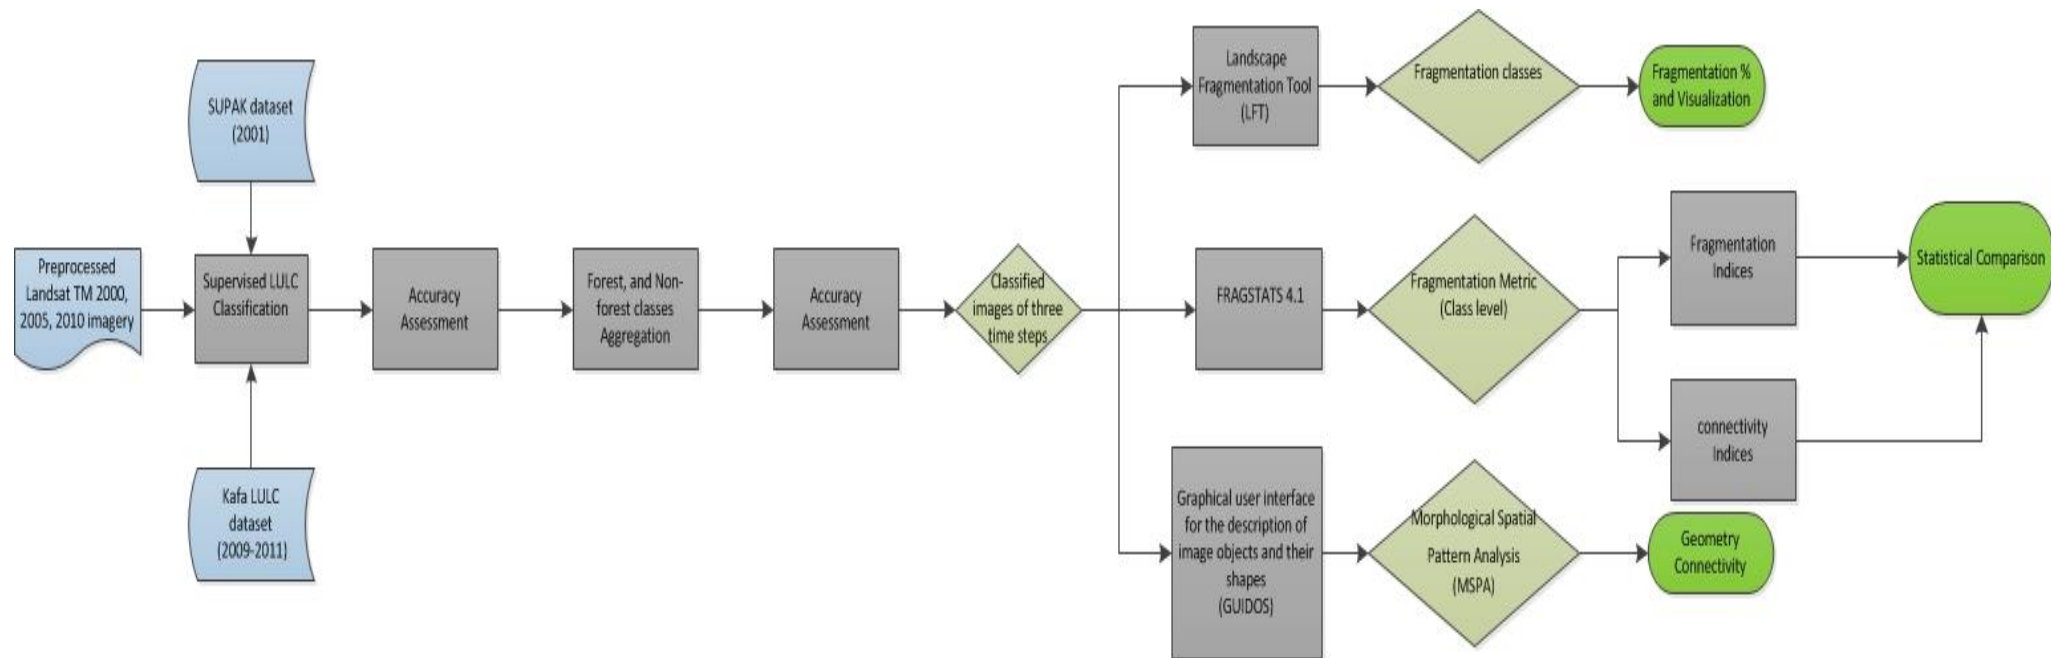 SUPAK dataset
(2001)
Preprocessed
Landsat TM 2000,
2005, 2010 imagery
Supervised LULC
Classification
Kafa LULC
dataset
(2009-2011)
Accuracy
Assessment
Forest, and Non-
forest classes
Aggregation
Accuracy
Assessment
Classified
images of three
time steps
Landscape
Fragmentation Tool
(LFT)
Fragmentation classes
Fragmentation %
and Visualization
FRAGSTATS 4.1
Fragmentation Metric
(Class level)
Fragmentation
Indices
connectivity
Indices
Statistical Comparison
Graphical user interface
for the description of
image objects and their
shapes
(GUIDOS)
Morphological Spatial
Pattern Analysis
(MSPA)
Geometry
Connectivity